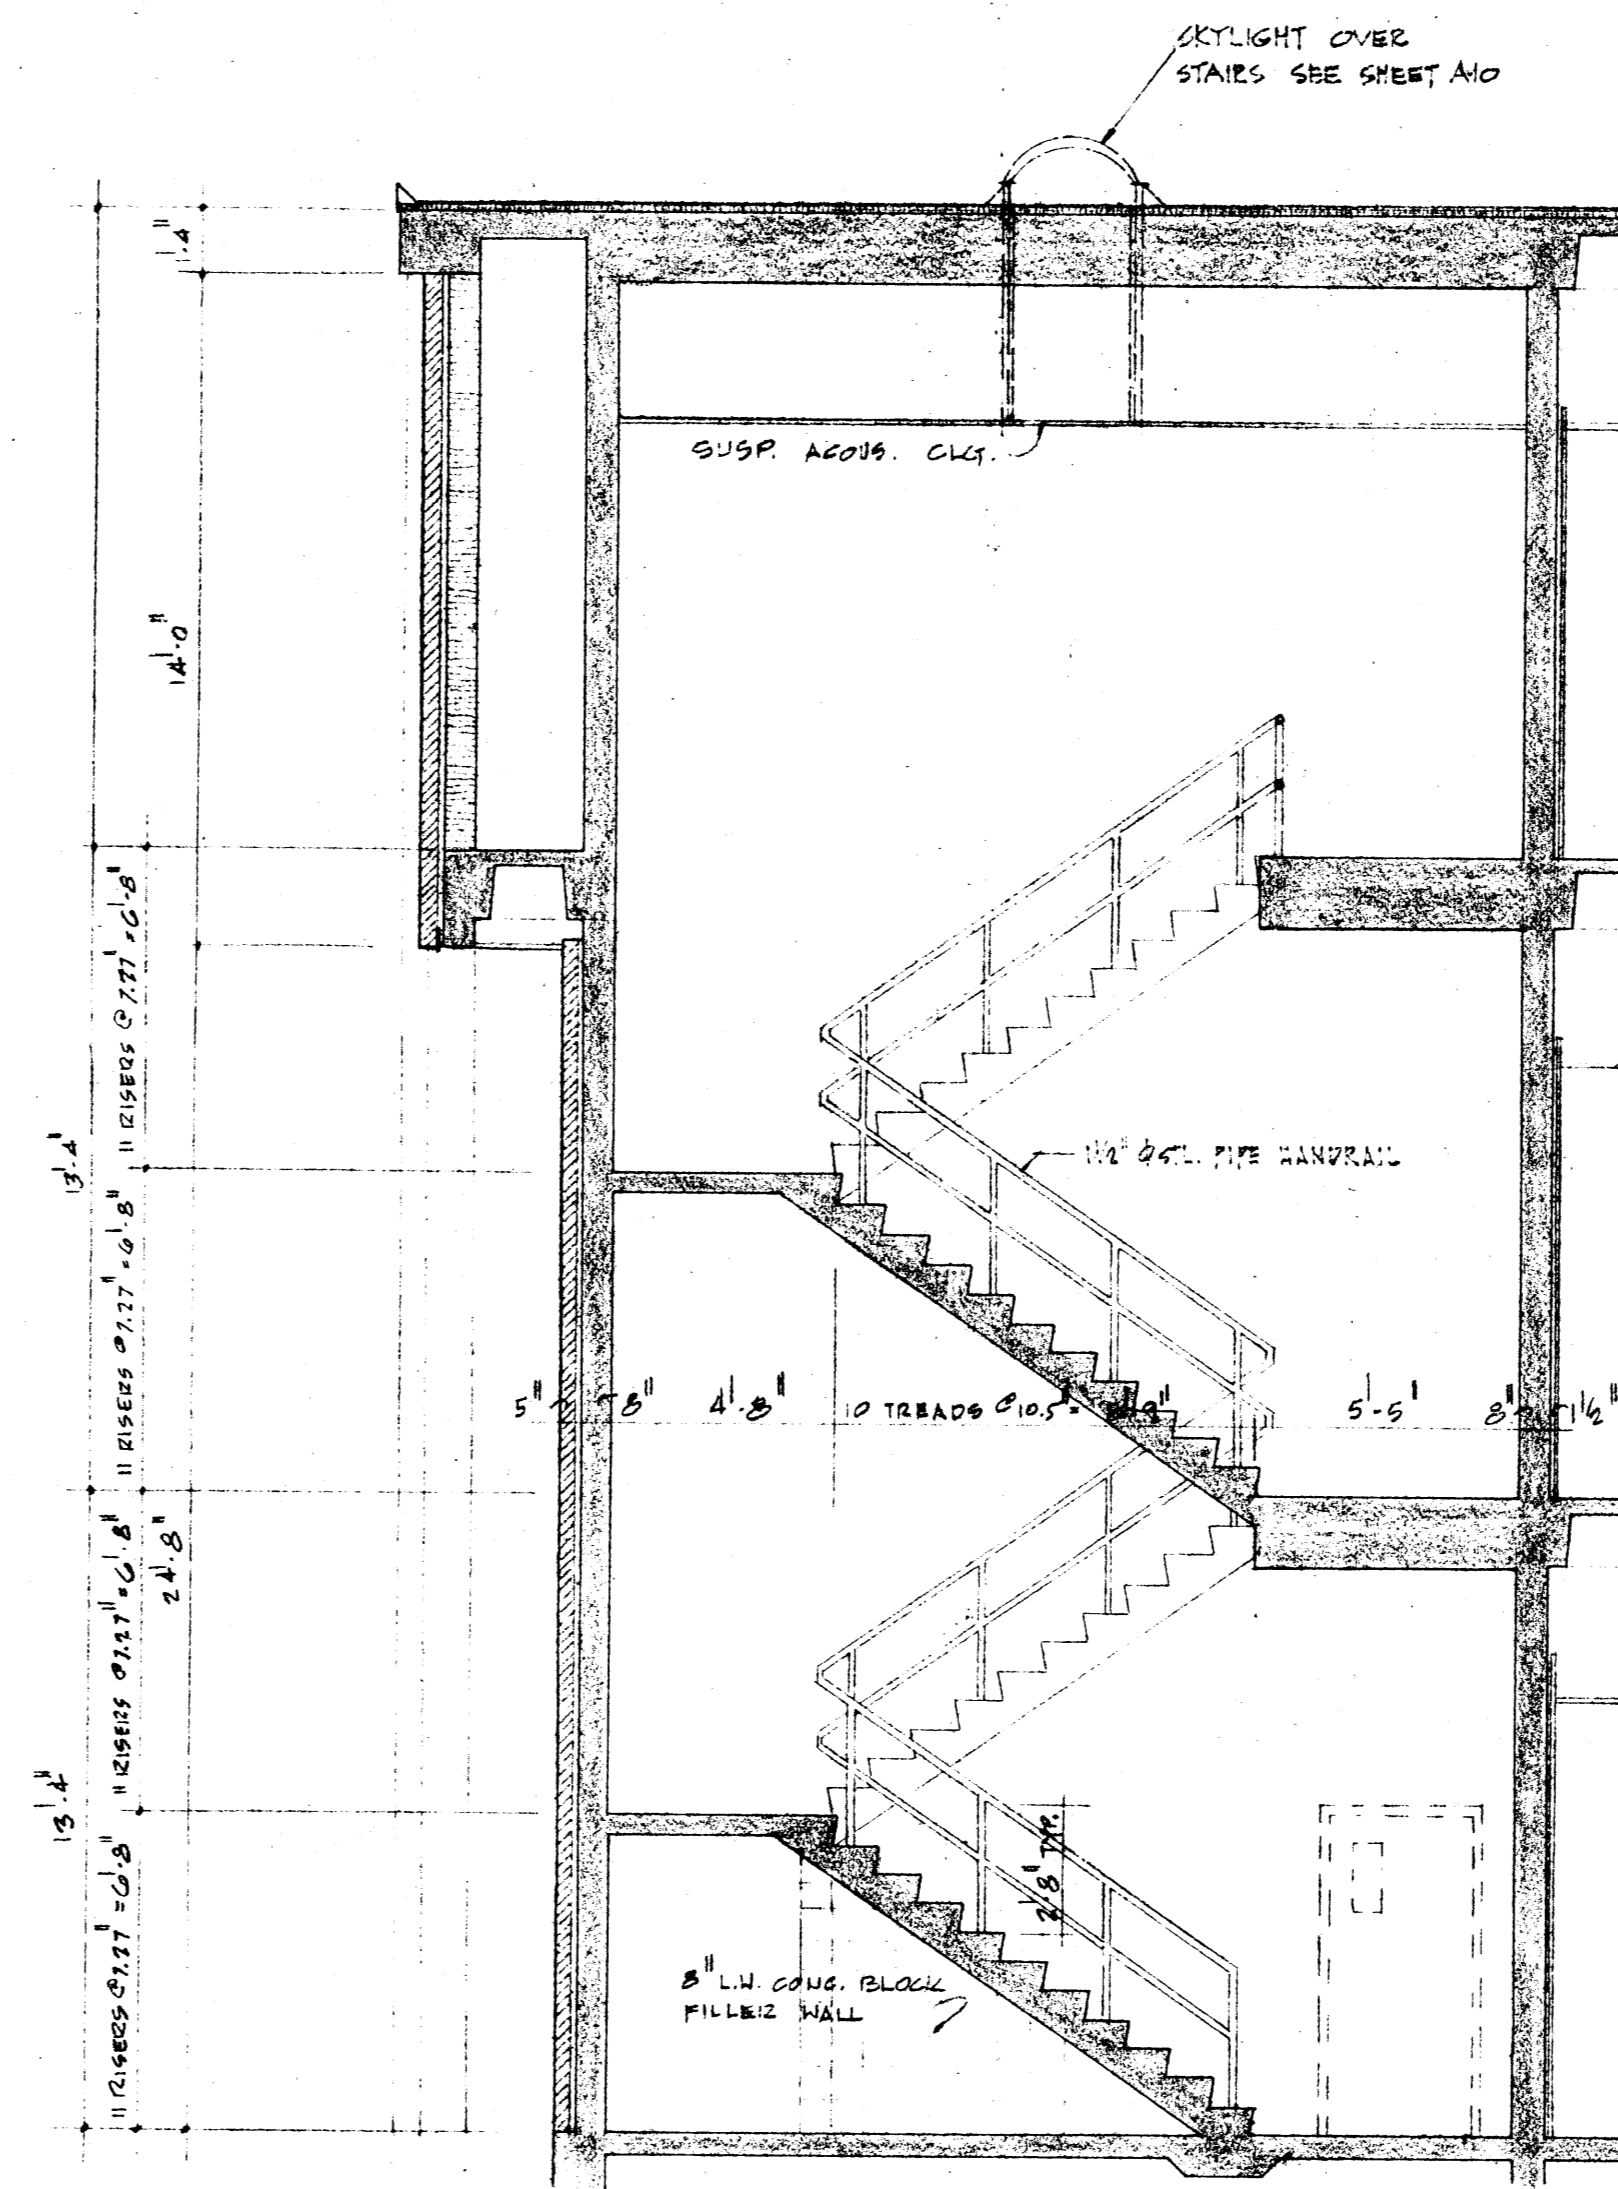 SKYLIGHT OVER
STAIRS SEE SHEET A-10
1'-4"
SUSP. ACOUS. CLG.
14'-0"
11 RISERS @ 7.27" = 6'-8"
13'-4"
1 1/2" Ø STL. PIPE HANDRAIL
11 RISERS @ 7.27" = 6'-8"
5" 8" 4'-8" 10 TREADS @ 10.5" = 9" 5'-5" 8" 1 1/2"
24'-8"
11 RISERS @ 7.27" = 6'-8"
13'-4"
2'-8" TYP.
11 RISERS @ 7.27" = 6'-8"
8" L.W. CONC. BLOCK
FILLER WALL